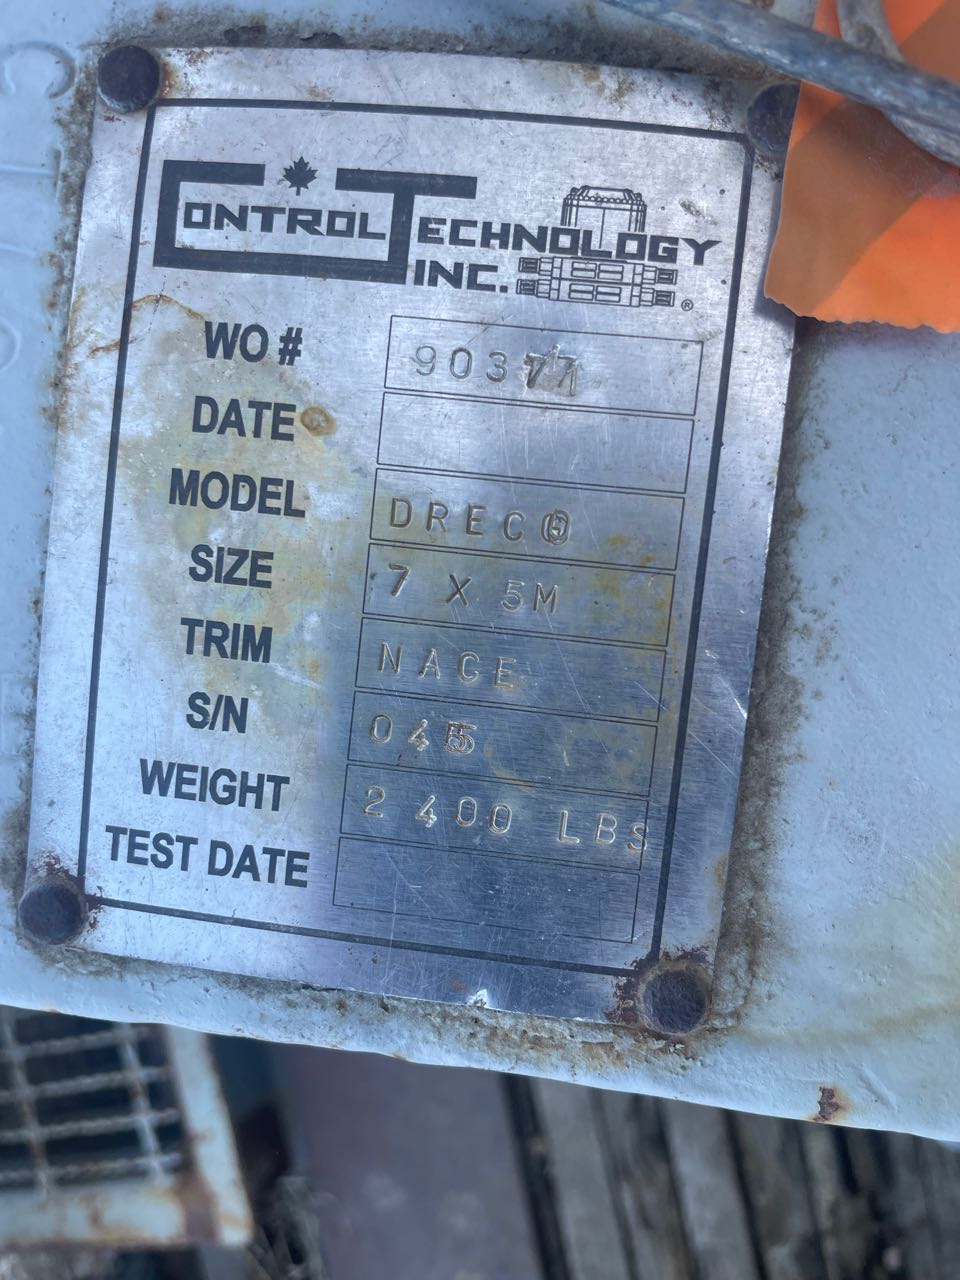 CONTROL TECHNOLOGY
INC. ®
WO # 90377
DATE
MODEL DRECO
SIZE 7 X 5M
TRIM NACE
S/N 045
WEIGHT 2 400 LBS
TEST DATE